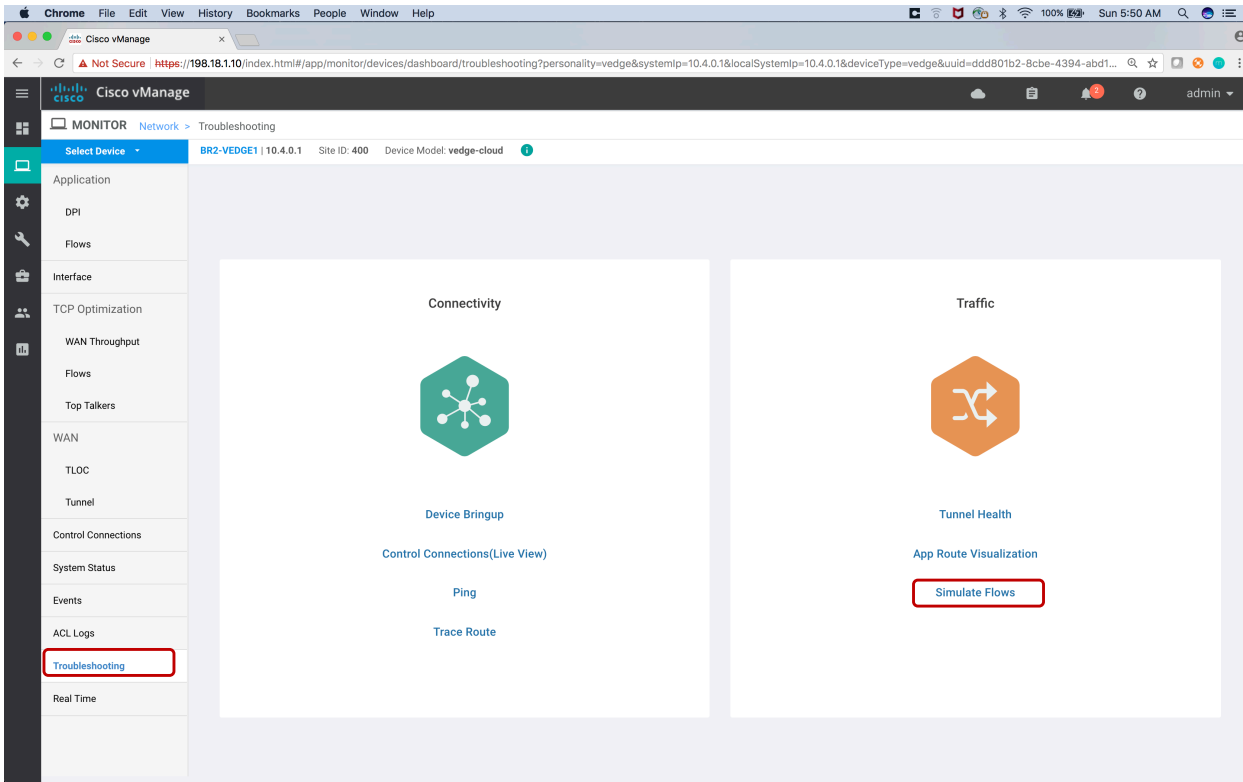 Chrome File Edit View History Bookmarks People Window Help 100% Sun 5:50 AM
Cisco vManage ×
Not Secure | https://198.18.1.10/index.html#/app/monitor/devices/dashboard/troubleshooting?personality=vedge&systemIp=10.4.0.1&localSystemIp=10.4.0.1&deviceType=vedge&uuid=ddd801b2-8cbe-4394-abd1...
CISCO Cisco vManage 2 admin
MONITOR Network > Troubleshooting
Select Device BR2-VEDGE1 | 10.4.0.1 Site ID: 400 Device Model: vedge-cloud
Application
DPI
Flows
Interface
TCP Optimization
WAN Throughput
Flows
Top Talkers
WAN
TLOC
Tunnel
Control Connections
System Status
Events
ACL Logs
Troubleshooting
Real Time
Connectivity
Device Bringup
Control Connections(Live View)
Ping
Trace Route
Traffic
Tunnel Health
App Route Visualization
Simulate Flows